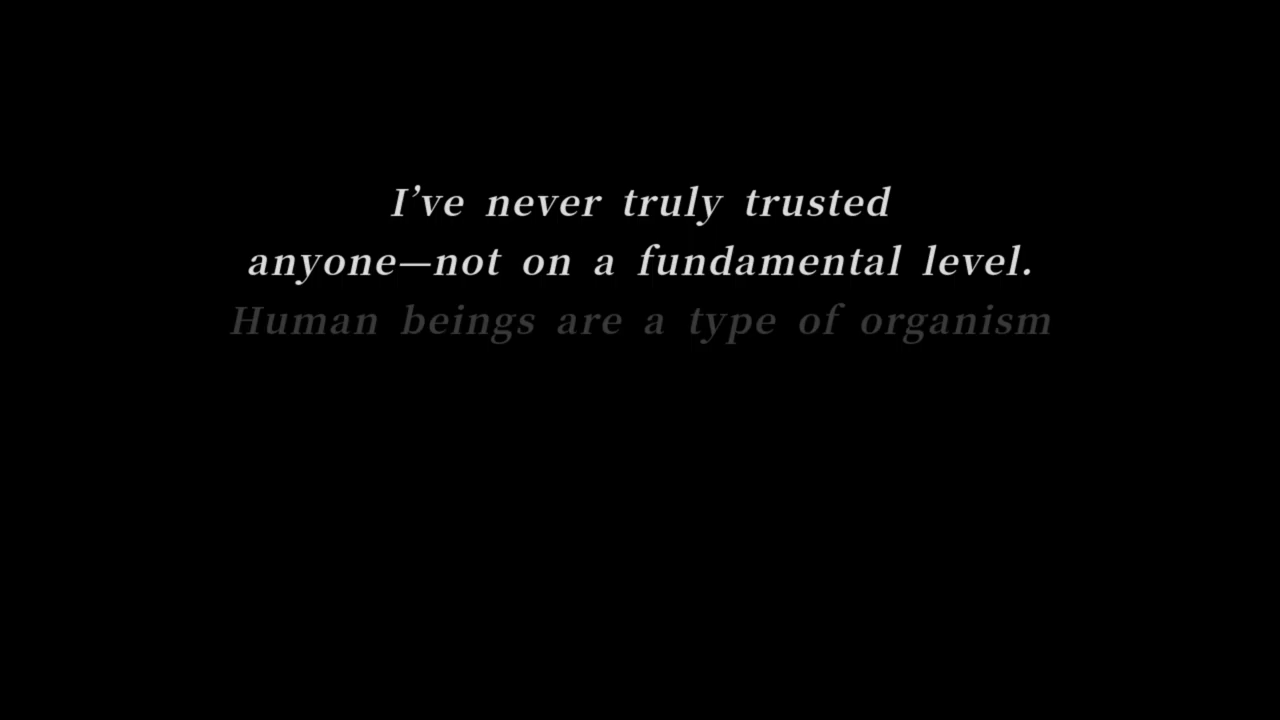 I’ve never truly trusted
anyone—not on a fundamental level.
Human beings are a type of organism